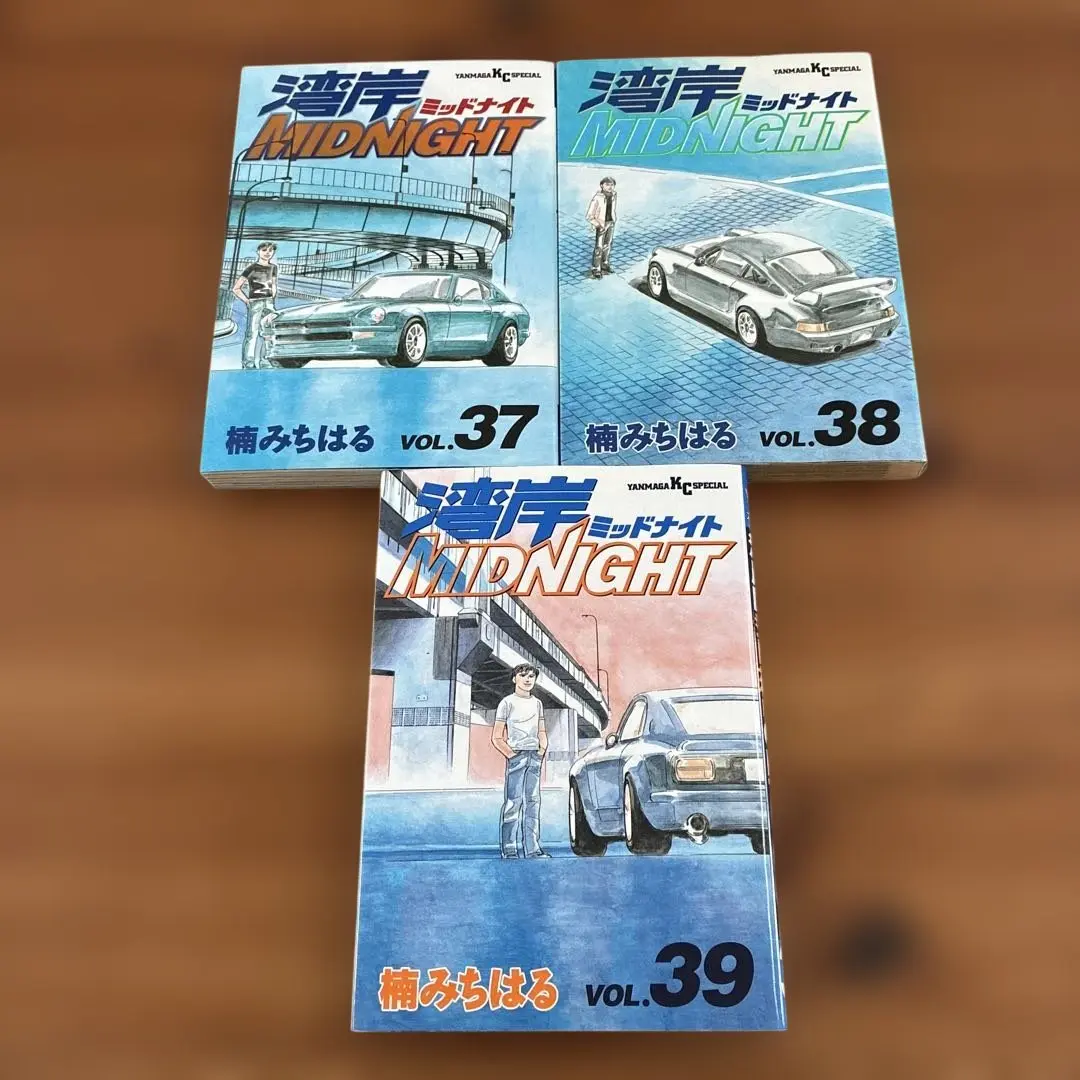 YANMAGA KC SPECIAL
湾岸
ミッドナイト
MIDNIGHT
楠みちはる VOL.37
YANMAGA KC SPECIAL
湾岸
ミッドナイト
MIDNIGHT
楠みちはる VOL.38
YANMAGA KC SPECIAL
湾岸
ミッドナイト
MIDNIGHT
楠みちはる VOL.39